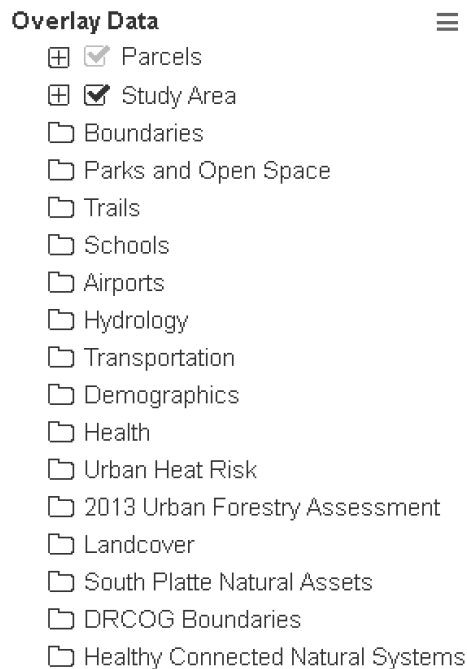 Overlay Data
Parcels
Study Area
Boundaries
Parks and Open Space
Trails
Schools
Airports
Hydrology
Transportation
Demographics
Health
Urban Heat Risk
2013 Urban Forestry Assessment
Landcover
South Platte Natural Assets
DRCOG Boundaries
Healthy Connected Natural Systems